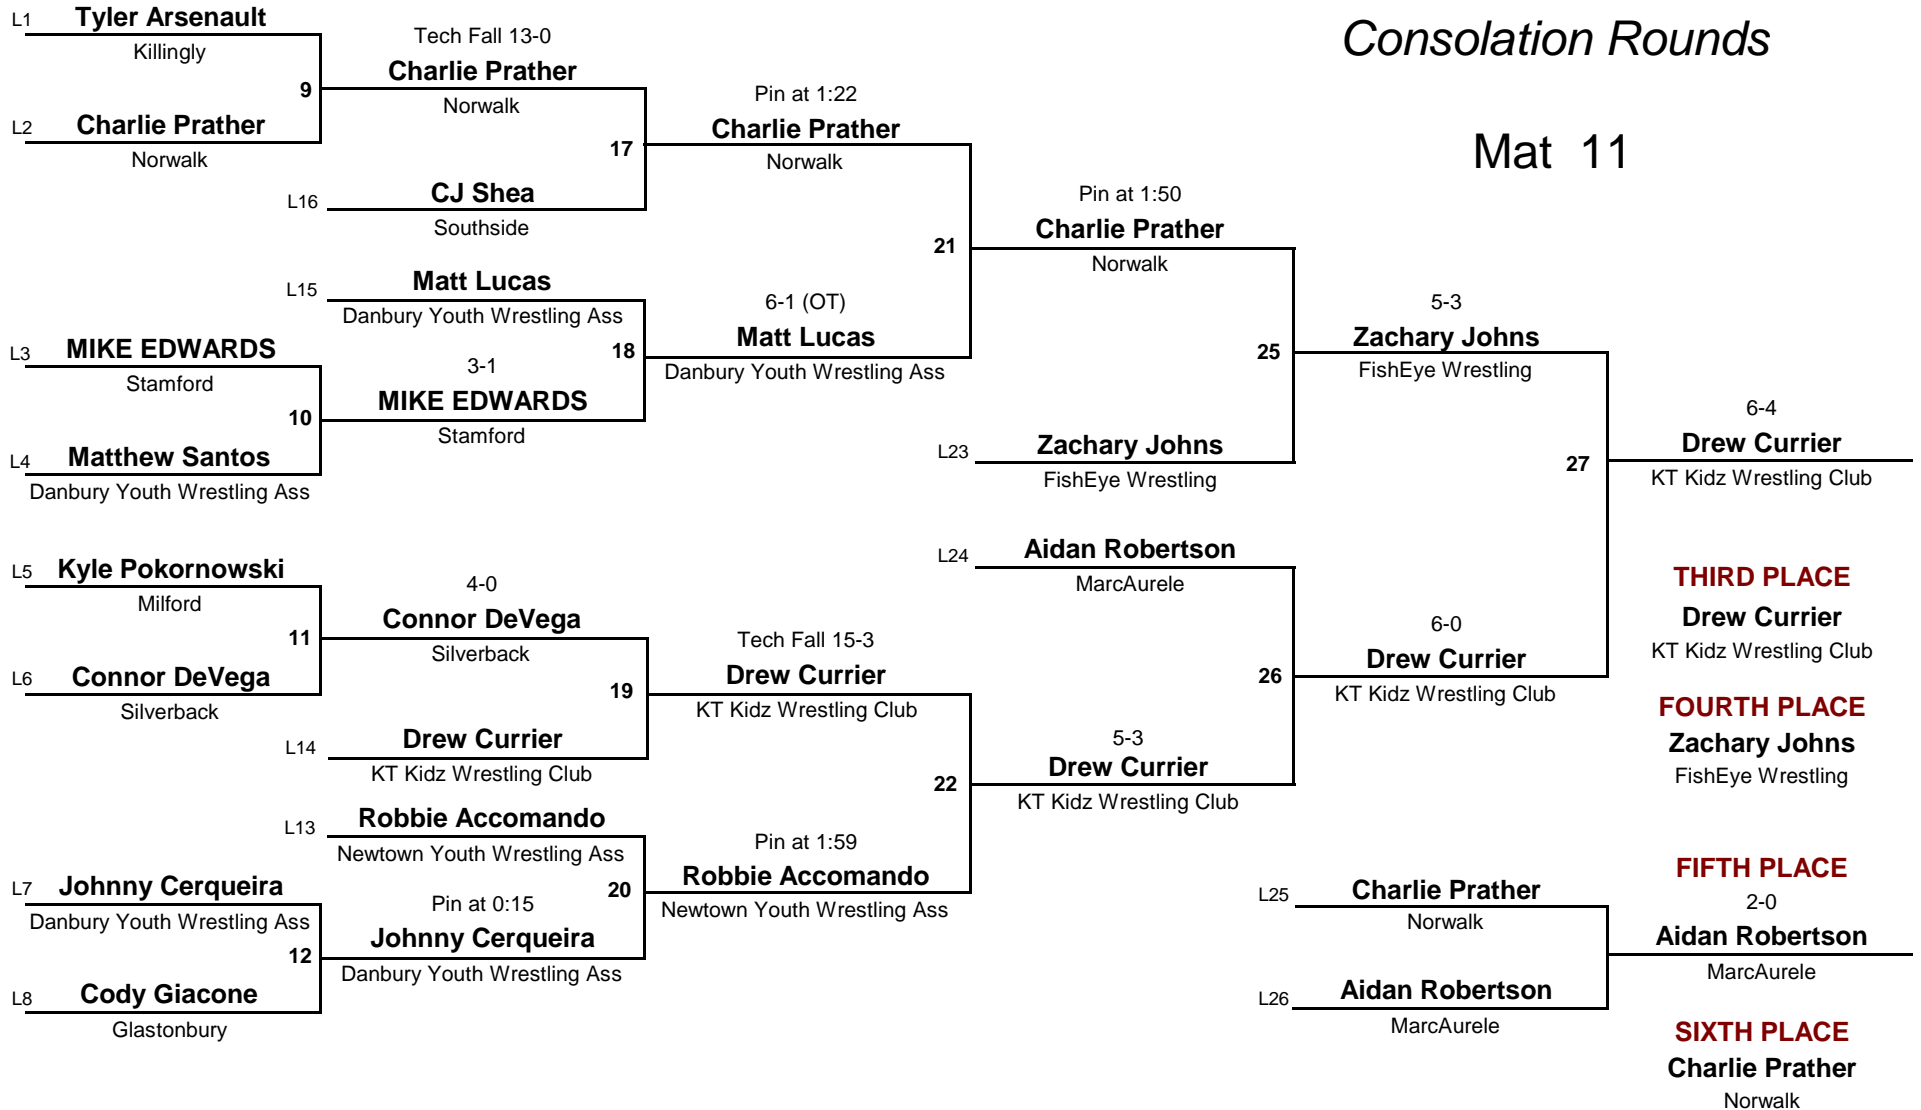 Consolation Rounds
Mat 11
L1 Tyler Arsenault
Killingly
9
L2 Charlie Prather
Norwalk
Tech Fall 13-0
Charlie Prather
Norwalk
17
L16 CJ Shea
Southside
Pin at 1:22
Charlie Prather
Norwalk
21
L15 Matt Lucas
Danbury Youth Wrestling Ass
18
L3 MIKE EDWARDS
Stamford
10
L4 Matthew Santos
Danbury Youth Wrestling Ass
3-1
MIKE EDWARDS
Stamford
6-1 (OT)
Matt Lucas
Danbury Youth Wrestling Ass
Pin at 1:50
Charlie Prather
Norwalk
25
L23 Zachary Johns
FishEye Wrestling
5-3
Zachary Johns
FishEye Wrestling
27
6-4
Drew Currier
KT Kidz Wrestling Club
L5 Kyle Pokornowski
Milford
11
L6 Connor DeVega
Silverback
4-0
Connor DeVega
Silverback
19
L14 Drew Currier
KT Kidz Wrestling Club
Tech Fall 15-3
Drew Currier
KT Kidz Wrestling Club
22
L13 Robbie Accomando
Newtown Youth Wrestling Ass
20
L7 Johnny Cerqueira
Danbury Youth Wrestling Ass
12
L8 Cody Giacone
Glastonbury
Pin at 0:15
Johnny Cerqueira
Danbury Youth Wrestling Ass
Pin at 1:59
Robbie Accomando
Newtown Youth Wrestling Ass
L24 Aidan Robertson
MarcAurele
26
5-3
Drew Currier
KT Kidz Wrestling Club
6-0
Drew Currier
KT Kidz Wrestling Club
THIRD PLACE
Drew Currier
KT Kidz Wrestling Club
FOURTH PLACE
Zachary Johns
FishEye Wrestling
L25 Charlie Prather
Norwalk
L26 Aidan Robertson
MarcAurele
FIFTH PLACE
2-0
Aidan Robertson
MarcAurele
SIXTH PLACE
Charlie Prather
Norwalk